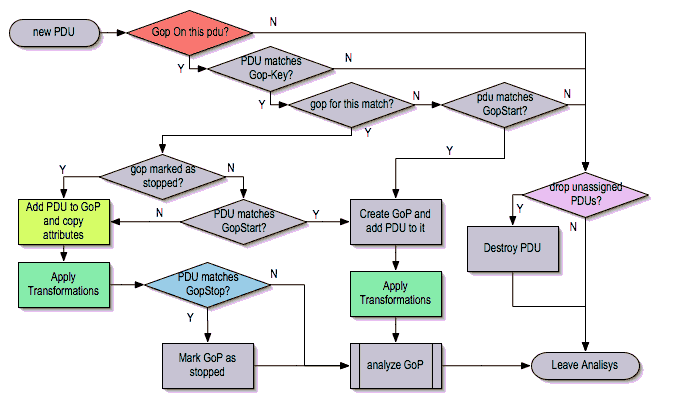 new PDU
Gop On this pdu?
N
Y
PDU matches
Gop-Key?
N
Y
gop for this match?
N
Y
pdu matches
GopStart?
N
Y
gop marked as
stopped?
Y
N
drop unassigned
PDUs?
Y
N
Add PDU to GoP
and copy
attributes
N
PDU matches
GopStart?
Y
Create GoP and
add PDU to it
Destroy PDU
Apply
Transformations
PDU matches
GopStop?
N
Y
Apply
Transformations
Mark GoP as
stopped
analyze GoP
Leave Analisys